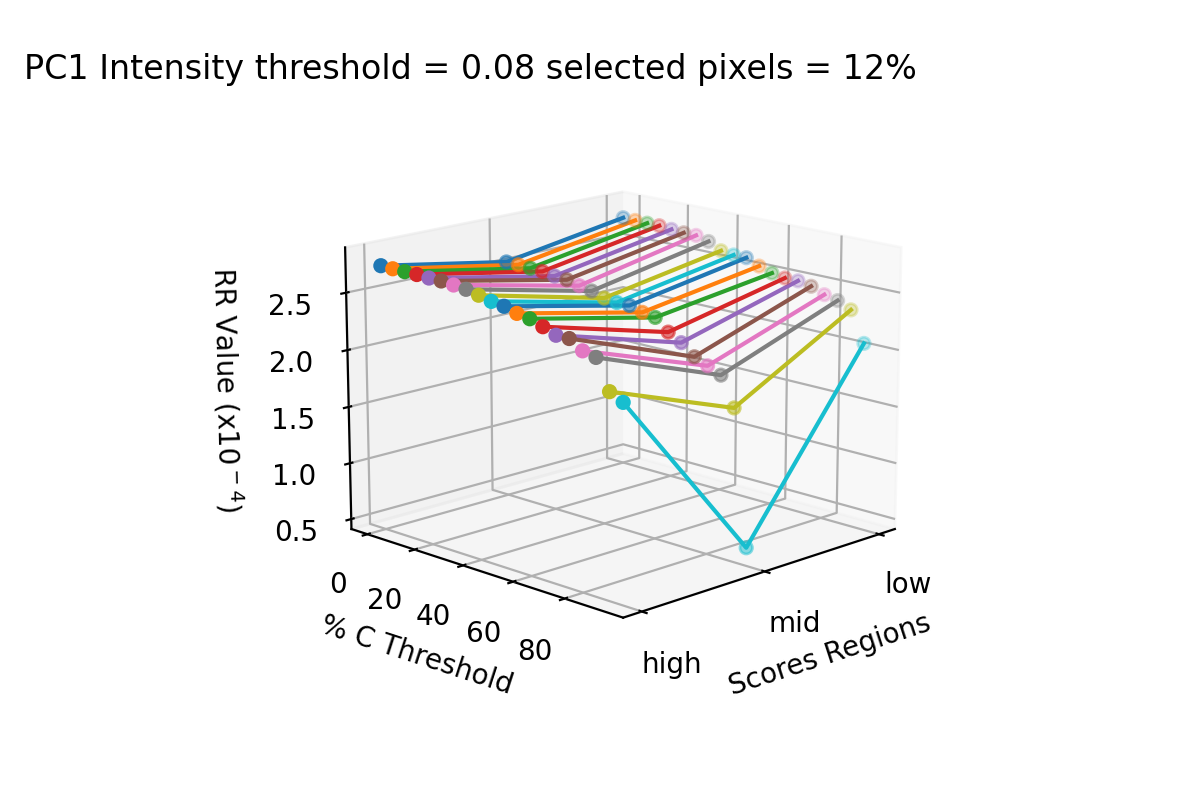 PC1 Intensity threshold = 0.08 selected pixels = 12%
RR Value (x10⁻⁴)
2.5
2.0
1.5
1.0
0.5
0
20
40
60
80
% C Threshold
high
mid
low
Scores Regions